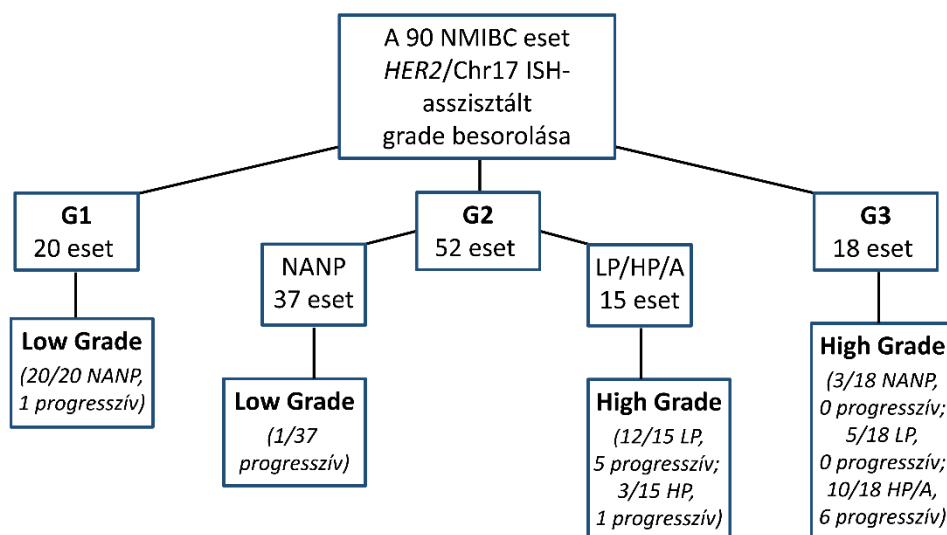 A 90 NMIBC eset
HER2/Chr17 ISH-
asszisztált
grade besorolása
G1
20 eset
G2
52 eset
G3
18 eset
NANP
37 eset
LP/HP/A
15 eset
Low Grade
(20/20 NANP,
1 progresszív)
Low Grade
(1/37
progresszív)
High Grade
(12/15 LP,
5 progresszív;
3/15 HP,
1 progresszív)
High Grade
(3/18 NANP,
0 progresszív;
5/18 LP,
0 progresszív;
10/18 HP/A,
6 progresszív)